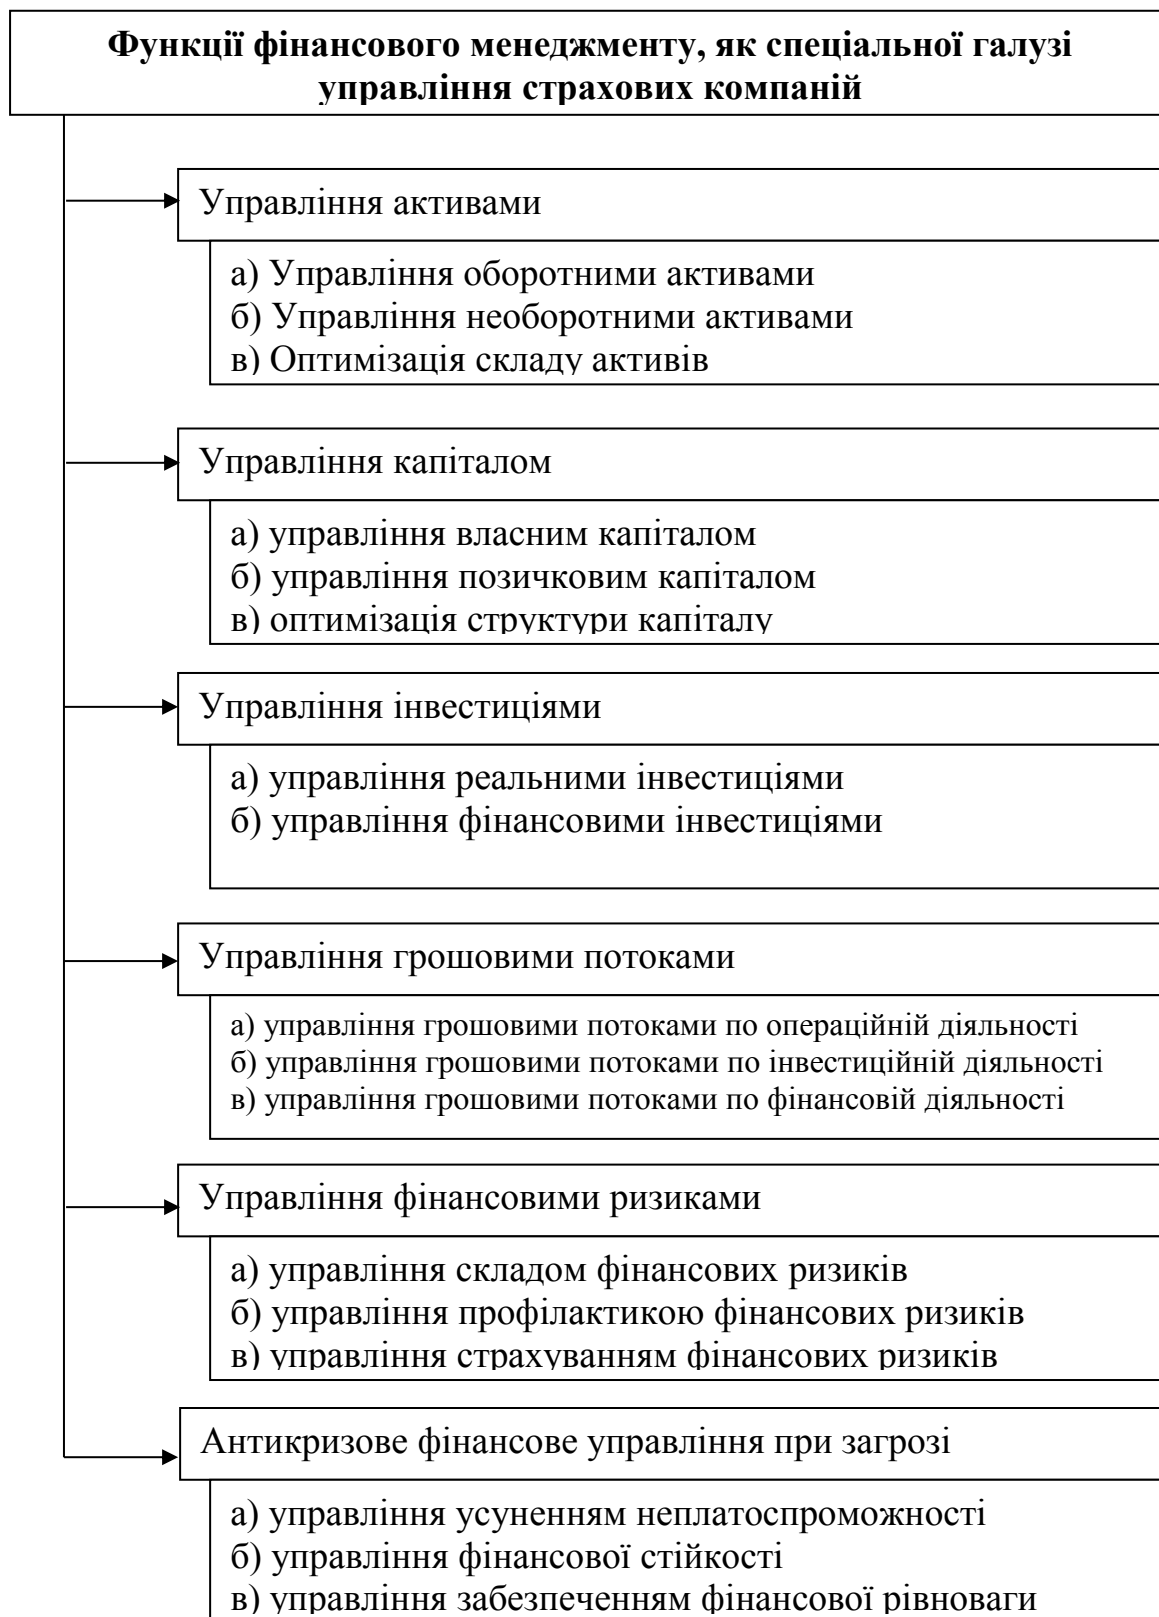 Функції фінансового менеджменту, як спеціальної галузі
управління страхових компаній
Управління активами
а) Управління оборотними активами
б) Управління необоротними активами
в) Оптимізація складу активів
Управління капіталом
а) управління власним капіталом
б) управління позичковим капіталом
в) оптимізація структури капіталу
Управління інвестиціями
а) управління реальними інвестиціями
б) управління фінансовими інвестиціями
Управління грошовими потоками
а) управління грошовими потоками по операційній діяльності
б) управління грошовими потоками по інвестиційній діяльності
в) управління грошовими потоками по фінансовій діяльності
Управління фінансовими ризиками
а) управління складом фінансових ризиків
б) управління профілактикою фінансових ризиків
в) управління страхуванням фінансових ризиків
Антикризове фінансове управління при загрозі
а) управління усуненням неплатоспроможності
б) управління фінансової стійкості
в) управління забезпеченням фінансової рівноваги